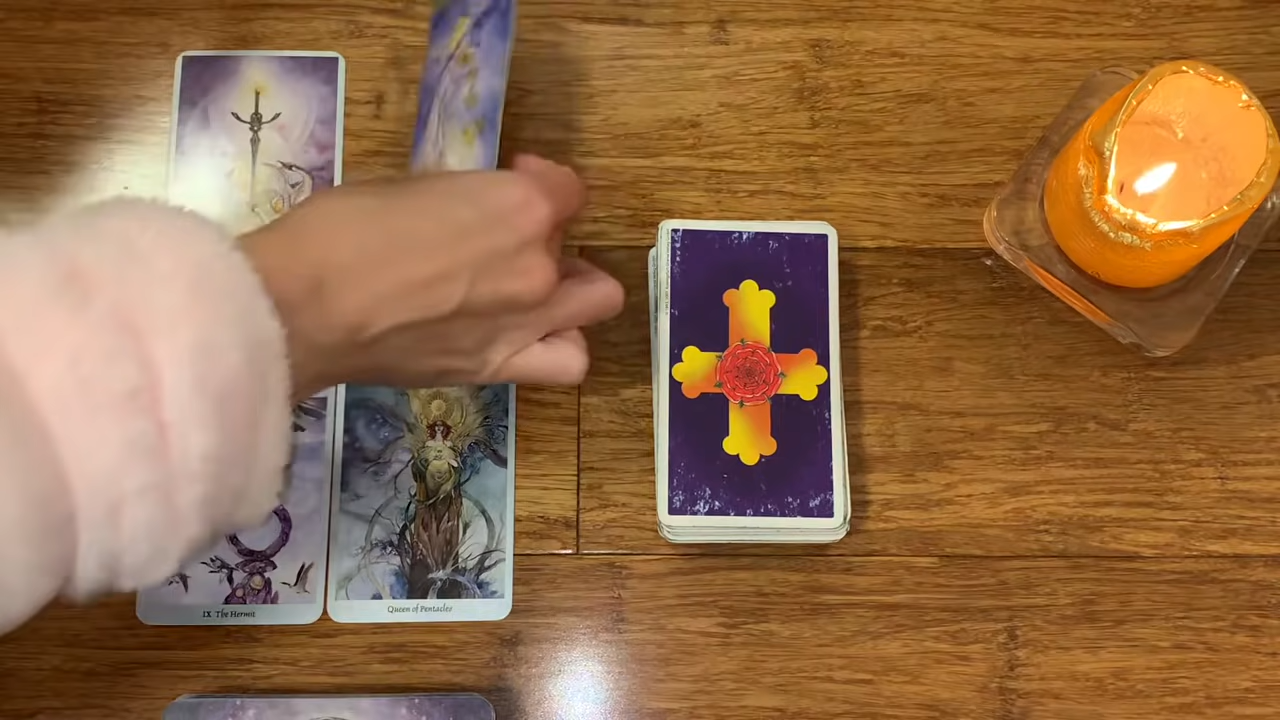 IX The Hermit
Queen of Pentacles